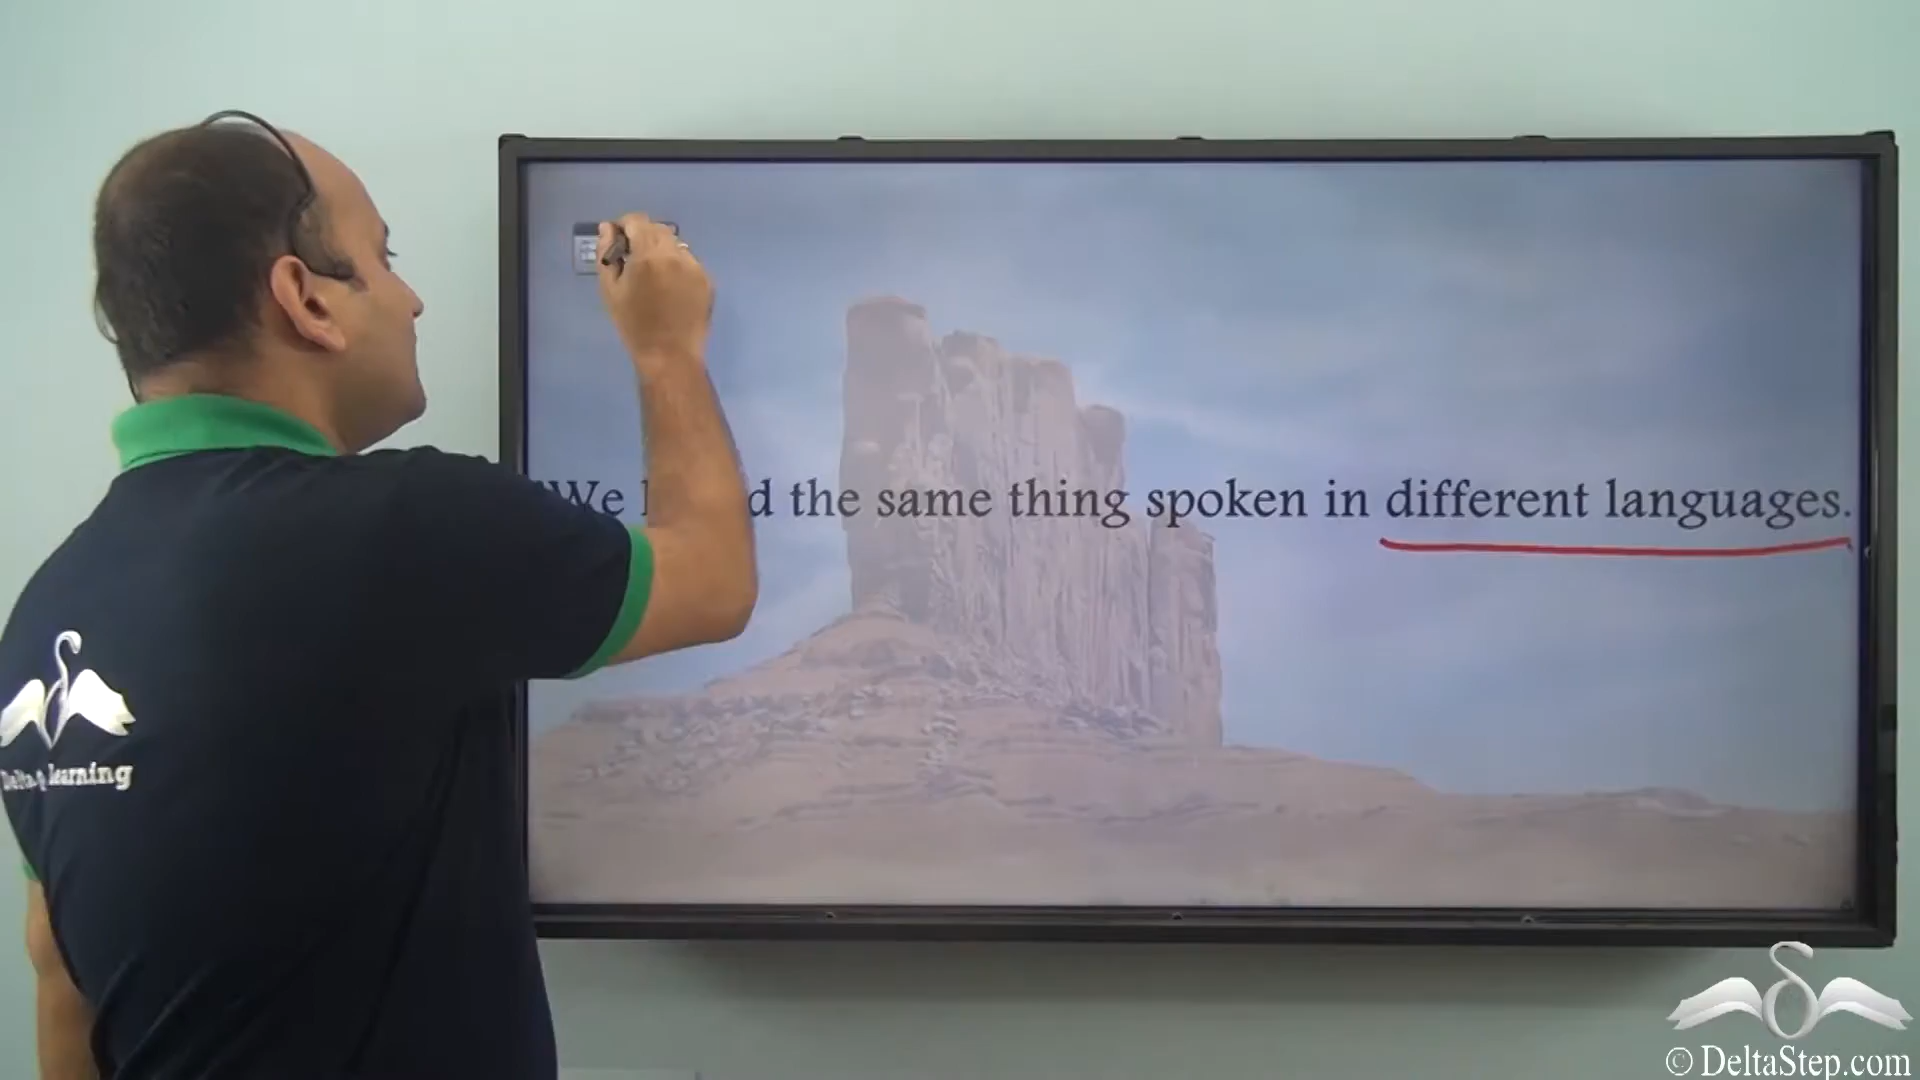 "We h d the same thing spoken in different languages.
Delta Learning
© DeltaStep.com